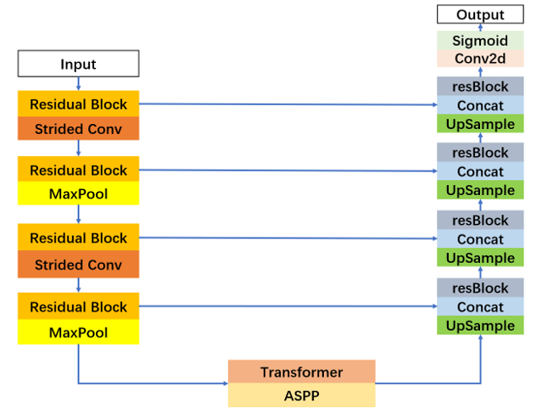 Input
Residual Block
Strided Conv
Residual Block
MaxPool
Residual Block
Strided Conv
Residual Block
MaxPool
Transformer
ASPP
Output
Sigmoid
Conv2d
resBlock
Concat
UpSample
resBlock
Concat
UpSample
resBlock
Concat
UpSample
resBlock
Concat
UpSample